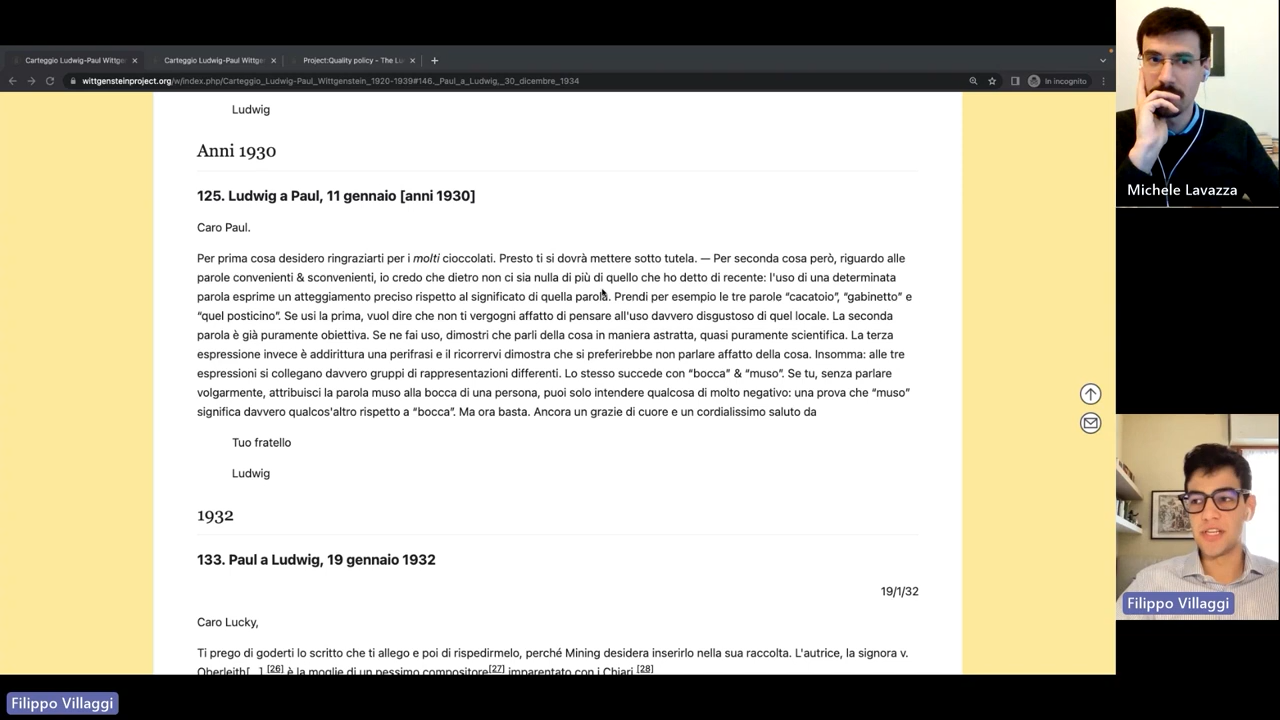 Carteggio Ludwig-Paul Wittge
Carteggio Ludwig-Paul Wittge
Project:Quality policy - The Lu
wittgensteinproject.org/w/index.php/Carteggio_Ludwig-Paul_Wittgenstein_1920-1939#146._Paul_a_Ludwig,_30_dicembre_1934
In incognito
Ludwig
Anni 1930
125. Ludwig a Paul, 11 gennaio [anni 1930]
Caro Paul.
Per prima cosa desidero ringraziarti per i molti cioccolati. Presto ti si dovrà mettere sotto tutela. — Per seconda cosa però, riguardo alle
parole convenienti & sconvenienti, io credo che dietro non ci sia nulla di più di quello che ho detto di recente: l'uso di una determinata
parola esprime un atteggiamento preciso rispetto al significato di quella parola. Prendi per esempio le tre parole “cacatoio”, “gabinetto” e
“quel posticino”. Se usi la prima, vuol dire che non ti vergogni affatto di pensare all'uso davvero disgustoso di quel locale. La seconda
parola è già puramente obiettiva. Se ne fai uso, dimostri che parli della cosa in maniera astratta, quasi puramente scientifica. La terza
espressione invece è addirittura una perifrasi e il ricorrervi dimostra che si preferirebbe non parlare affatto della cosa. Insomma: alle tre
espressioni si collegano davvero gruppi di rappresentazioni differenti. Lo stesso succede con “bocca” & “muso”. Se tu, senza parlare
volgarmente, attribuisci la parola muso alla bocca di una persona, puoi solo intendere qualcosa di molto negativo: una prova che “muso”
significa davvero qualcos'altro rispetto a “bocca”. Ma ora basta. Ancora un grazie di cuore e un cordialissimo saluto da
Tuo fratello
Ludwig
1932
133. Paul a Ludwig, 19 gennaio 1932
19/1/32
Caro Lucky,
Ti prego di goderti lo scritto che ti allego e poi di rispedirmelo, perché Mining desidera inserirlo nella sua raccolta. L'autrice, la signora v.
Oberleith[...] [26] è la moglie di un pessimo compositore[27] imparentato con i Chiari.[28]
Michele Lavazza
Filippo Villaggi
Filippo Villaggi